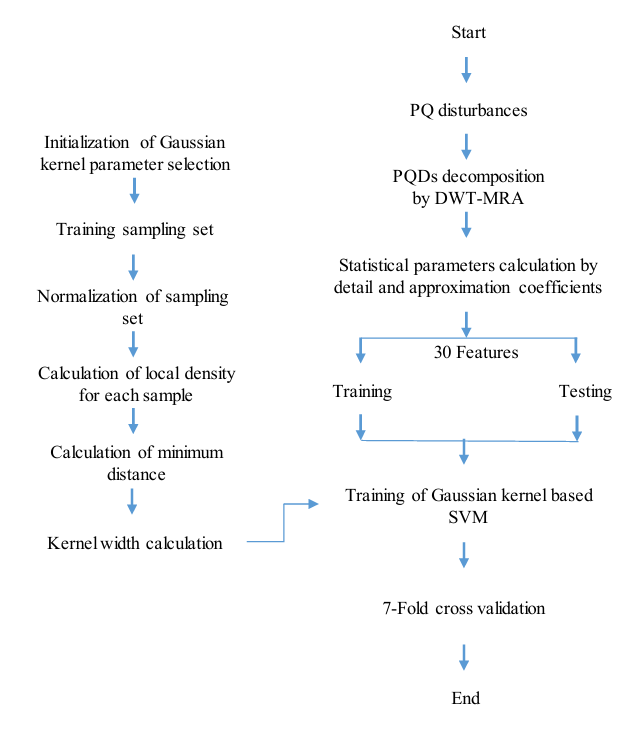 Start
PQ disturbances
PQDs decomposition
by DWT-MRA
Statistical parameters calculation by
detail and approximation coefficients
30 Features
Training
Testing
Initialization of Gaussian
kernel parameter selection
Training sampling set
Normalization of sampling
set
Calculation of local density
for each sample
Calculation of minimum
distance
Kernel width calculation
Training of Gaussian kernel based
SVM
7-Fold cross validation
End